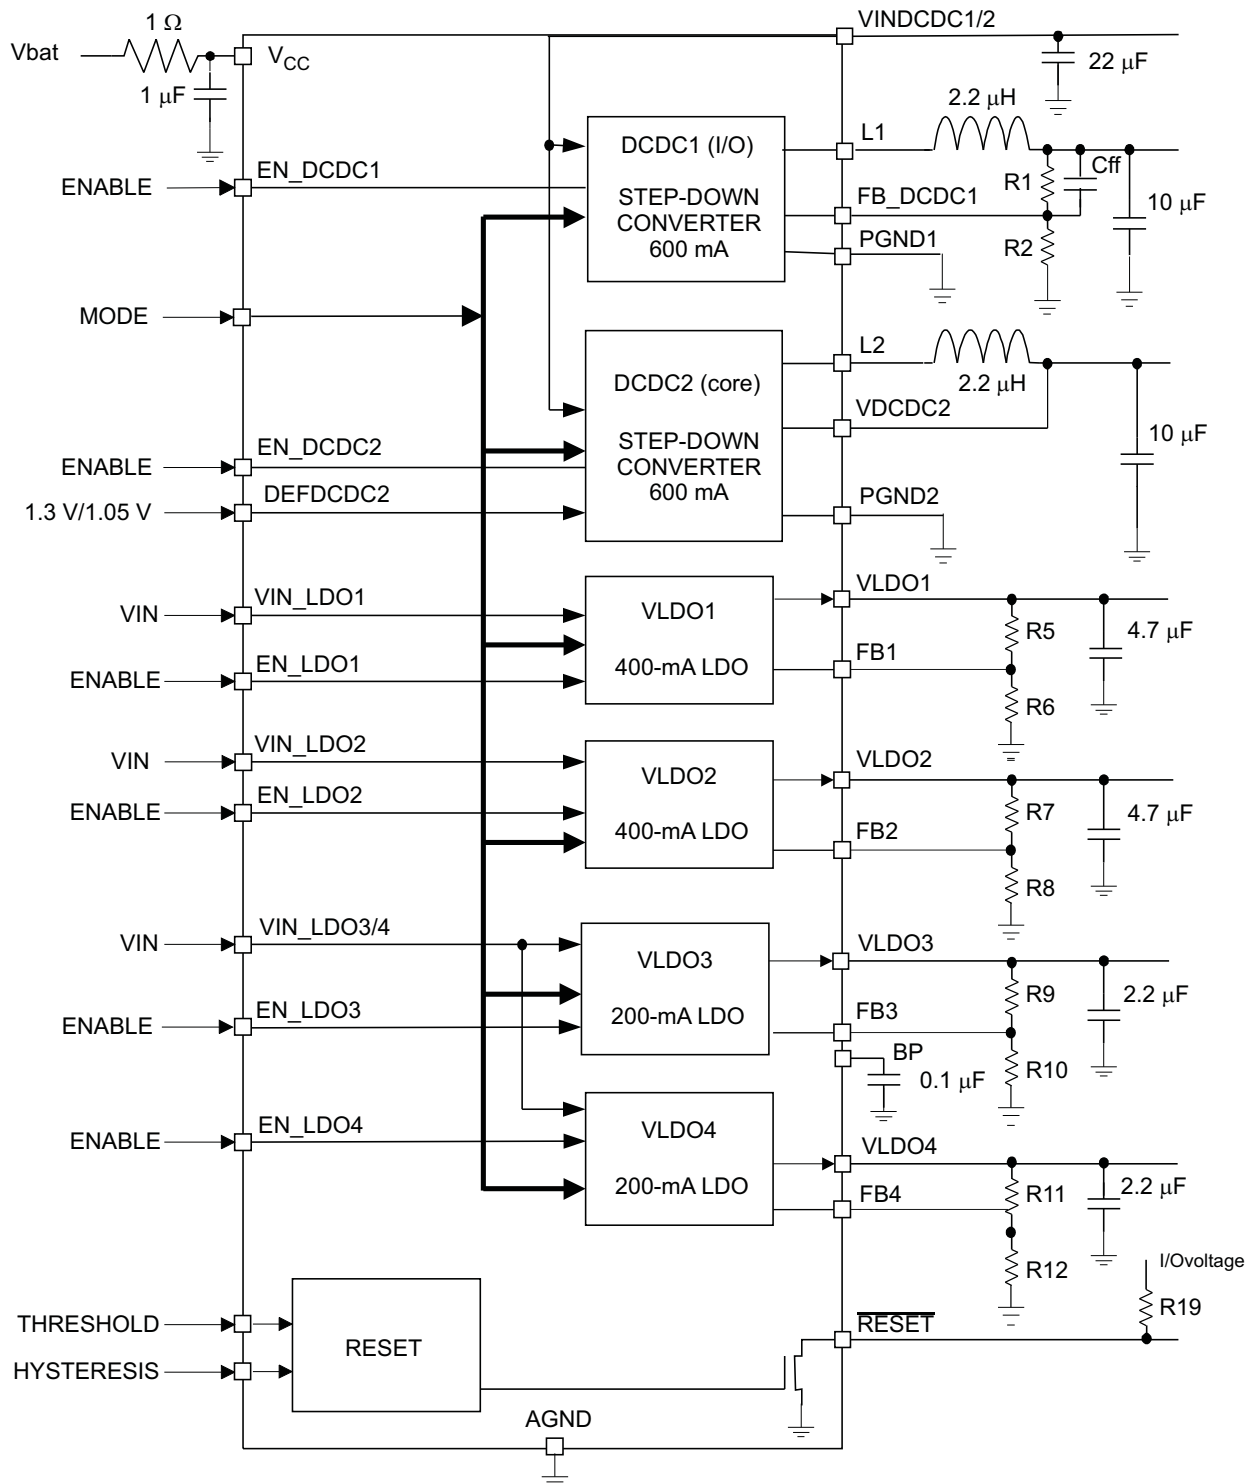 1 Ω
VINDCDC1/2
Vbat
VCC
22 μF
1 μF
2.2 μH
L1
DCDC1 (I/O)
Cff
EN_DCDC1
R1
ENABLE
STEP-DOWN
FB_DCDC1
10 μF
CONVERTER
PGND1
R2
600 mA
MODE
L2
DCDC2 (core)
2.2 μH
VDCDC2
10 μF
EN_DCDC2
STEP-DOWN
ENABLE
CONVERTER
DEFDCDC2
600 mA
PGND2
1.3 V/1.05 V
VLDO1
VIN_LDO1
VIN
VLDO1
R5
4.7 μF
FB1
EN_LDO1
400-mA LDO
ENABLE
R6
VIN_LDO2
VLDO2
VIN
VLDO2
EN_LDO2
R7
4.7 μF
ENABLE
400-mA LDO
FB2
R8
VIN_LDO3/4
VLDO3
VIN
VLDO3
R9
2.2 μF
EN_LDO3
200-mA LDO
FB3
ENABLE
BP
R10
0.1 μF
EN_LDO4
VLDO4
ENABLE
VLDO4
200-mA LDO
FB4
R11
2.2 μF
R12
I/Ovoltage
THRESHOLD
RESET
R19
RESET
HYSTERESIS
AGND